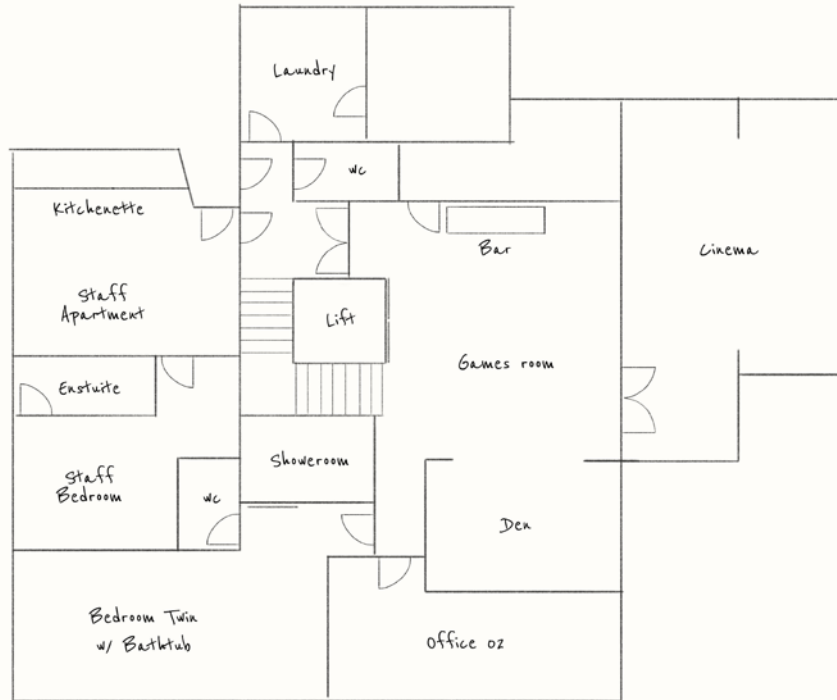 Laundry
WC
Kitchenette
Bar
Cinema
Staff
Apartment
Lift
Games room
Enstuite
Showeroom
Staff
Bedroom
WC
Den
Bedroom Twin
w/ Bathtub
Office 02